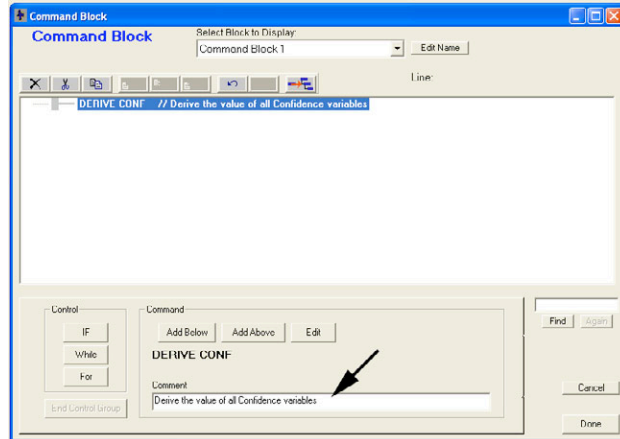 Command Block
Command Block
Select Block to Display:
Command Block 1
Edit Name
Line:
DERIVE CONF // Derive the value of all Confidence variables
Control
IF
While
For
End Control Group
Command
Add Below
Add Above
Edit
DERIVE CONF
Comment
Derive the value of all Confidence variables
Find
Again
Cancel
Done